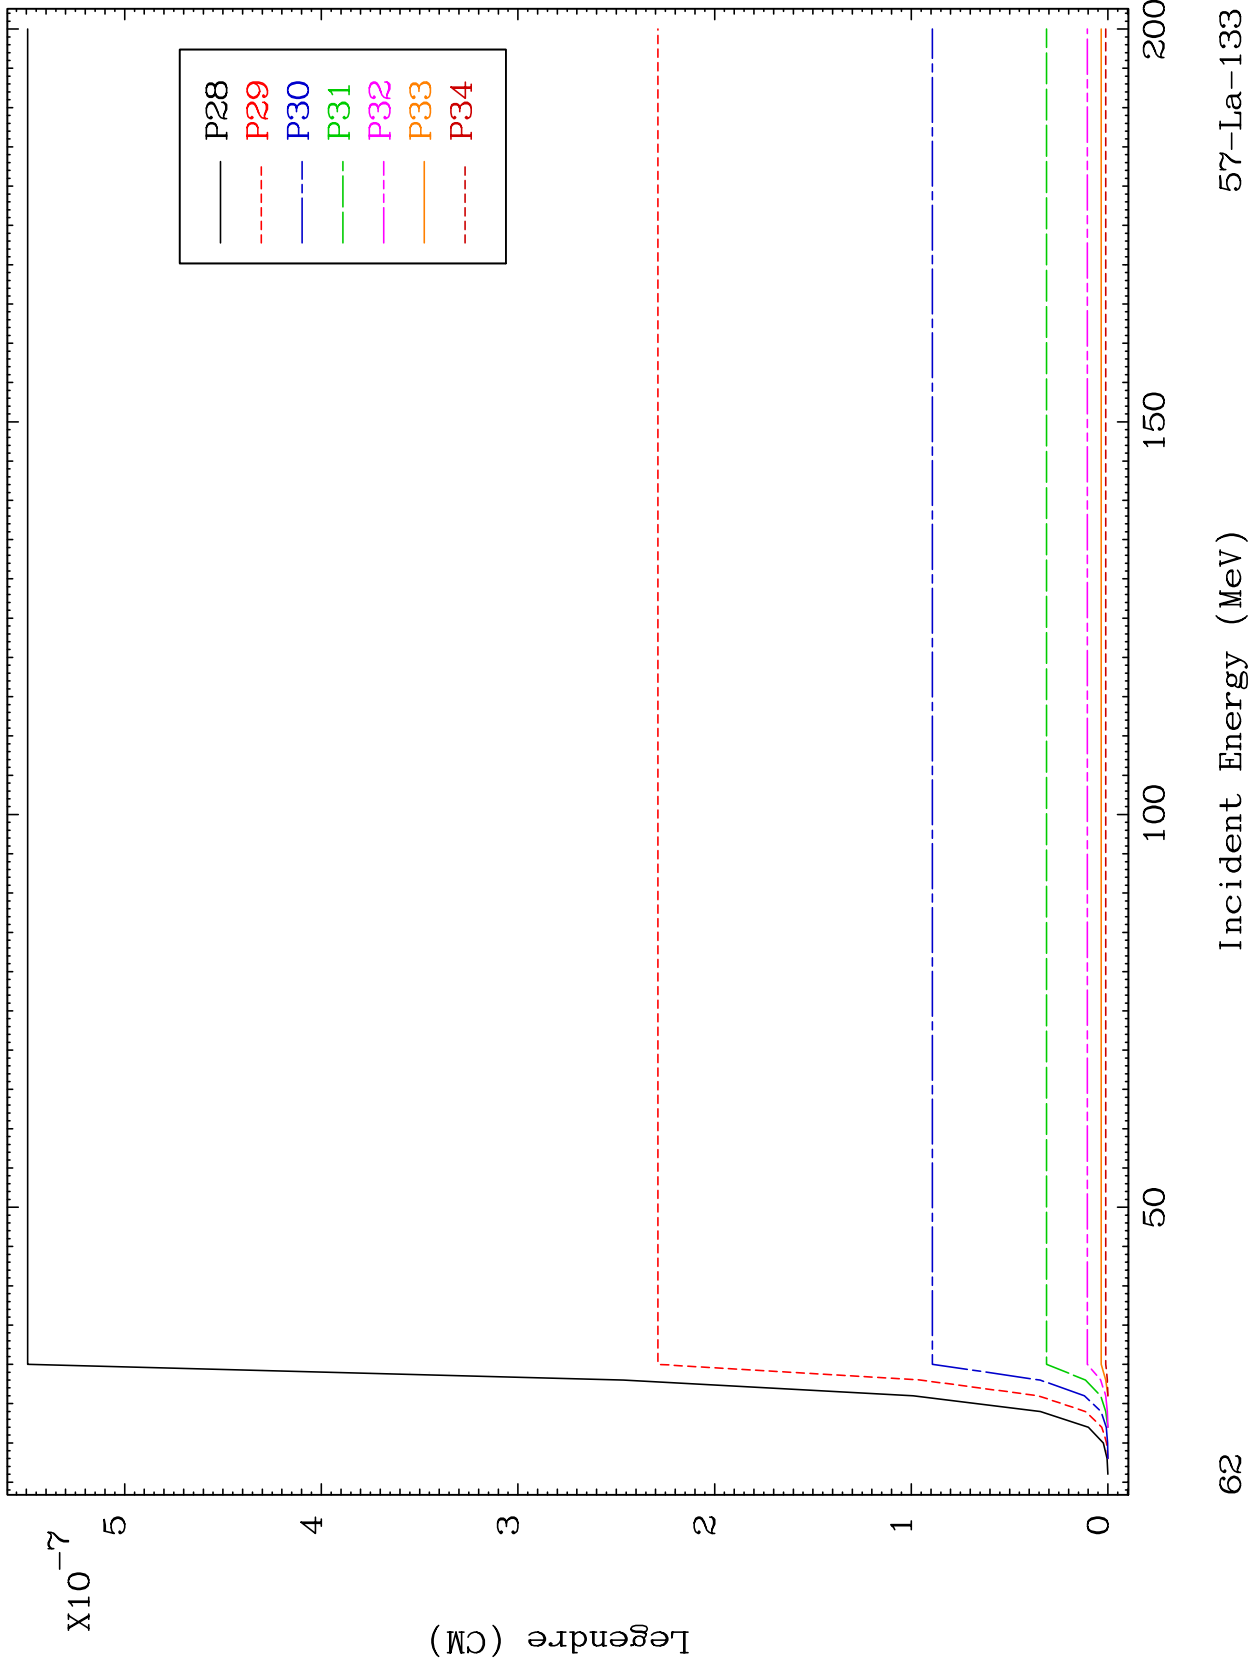 X10-7
5
4
3
2
1
0
Legendre (CM)
P28
P29
P30
P31
P32
P33
P34
50
100
150
200
Incident Energy (MeV)
62
57-La-133